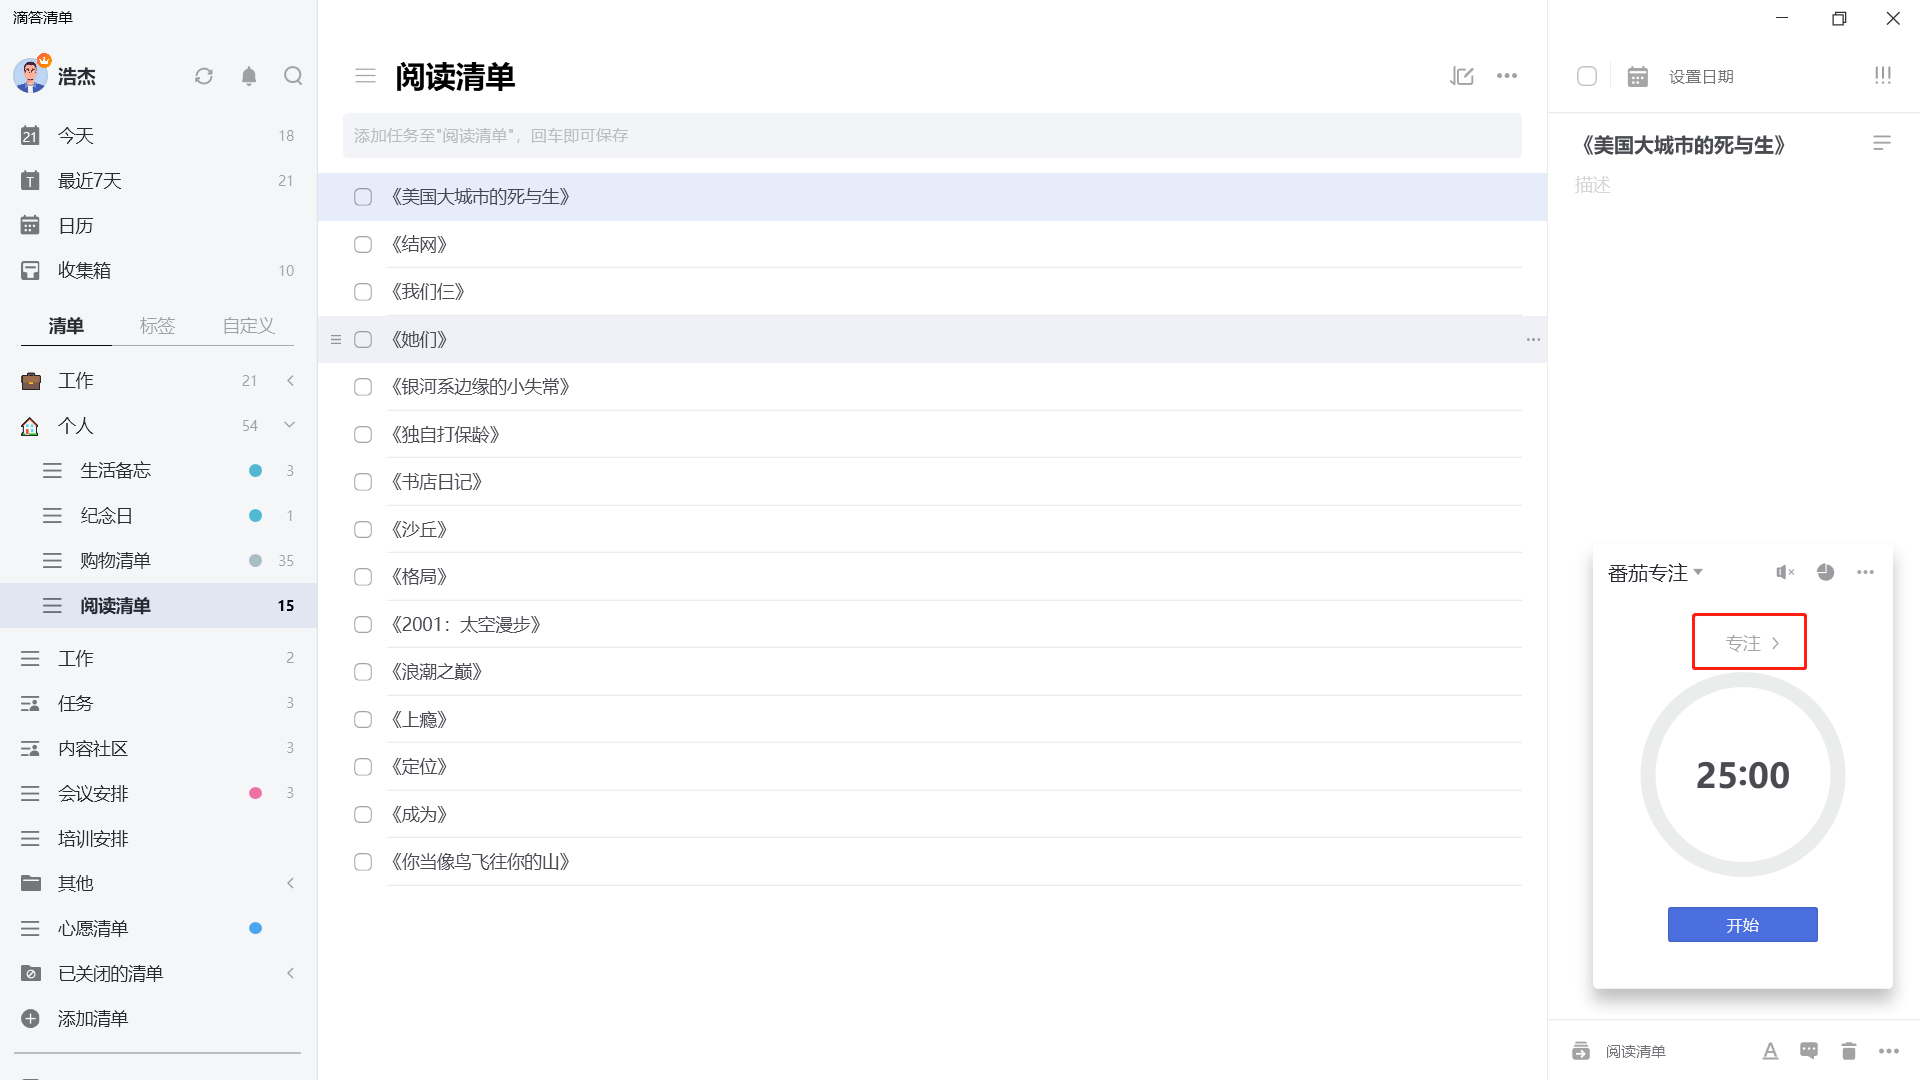 滴答清单
浩杰
21 今天 18
T 最近7天 21
日历
收集箱 10
清单 标签 自定义
工作 21
个人 54
生活备忘 3
纪念日 1
购物清单 35
阅读清单 15
工作 2
任务 3
内容社区 3
会议安排 3
培训安排
其他
心愿清单
已关闭的清单
添加清单
阅读清单
添加任务至"阅读清单"，回车即可保存
《美国大城市的死与生》
《结网》
《我们仨》
《她们》
《银河系边缘的小失常》
《独自打保龄》
《书店日记》
《沙丘》
《格局》
《2001：太空漫步》
《浪潮之巅》
《上瘾》
《定位》
《成为》
《你当像鸟飞往你的山》
设置日期
《美国大城市的死与生》
描述
番茄专注
专注
25:00
开始
阅读清单